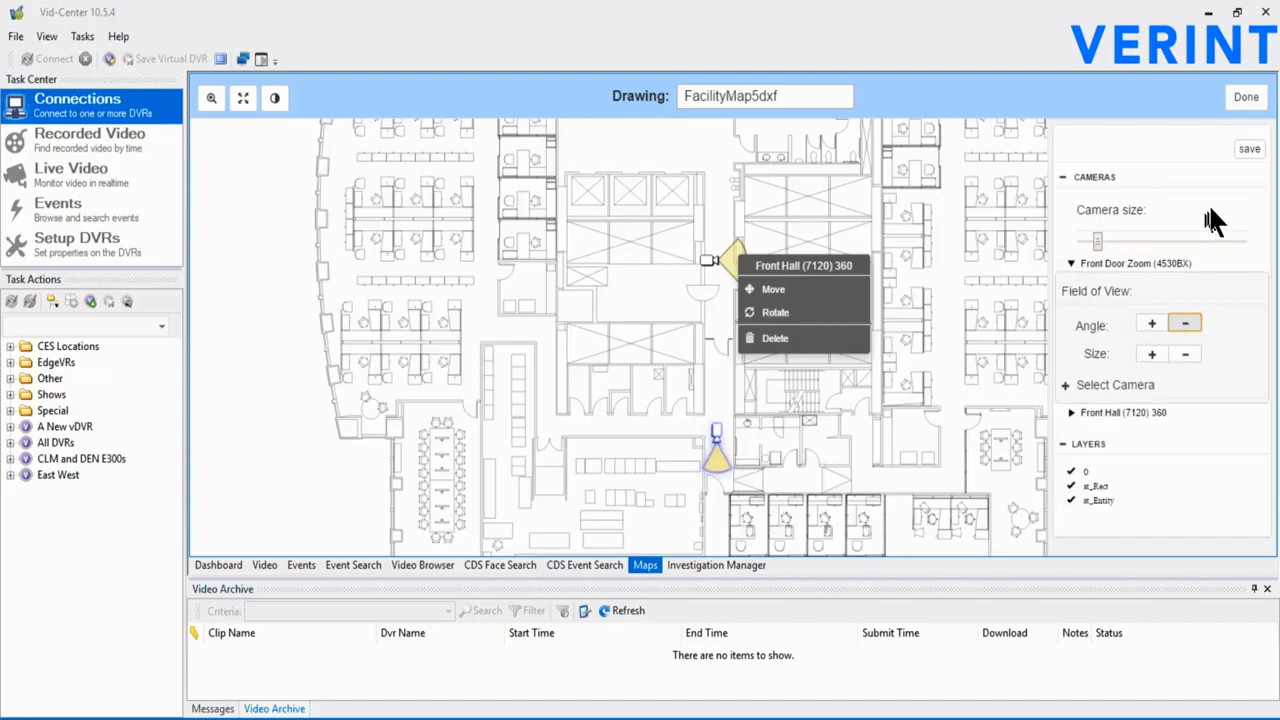 Vid-Center 10.5.4
File View Tasks Help
VERINT
Connect Save Virtual DVR
Task Center
Connections
Connect to one or more DVRs
Recorded Video
Find recorded video by time
Live Video
Monitor video in realtime
Events
Browse and search events
Setup DVRs
Set properties on the DVRs
Task Actions
CES Locations
EdgeVRs
Other
Shows
Special
A New vDVR
All DVRs
CLM and DEN E300s
East West
Drawing: FacilityMap5dxf
Done
save
CAMERAS
Camera size:
Front Door Zoom (4530BX)
Field of View:
Angle: + -
Size: + -
+ Select Camera
Front Hall (7120) 360
LAYERS
0
at_Rect
at_Entity
Front Hall (7120) 360
Move
Rotate
Delete
Dashboard Video Events Event Search Video Browser CDS Face Search CDS Event Search Maps Investigation Manager
Video Archive
Criteria: Search Filter Refresh
Clip Name Dvr Name Start Time End Time Submit Time Download Notes Status
There are no items to show.
Messages Video Archive